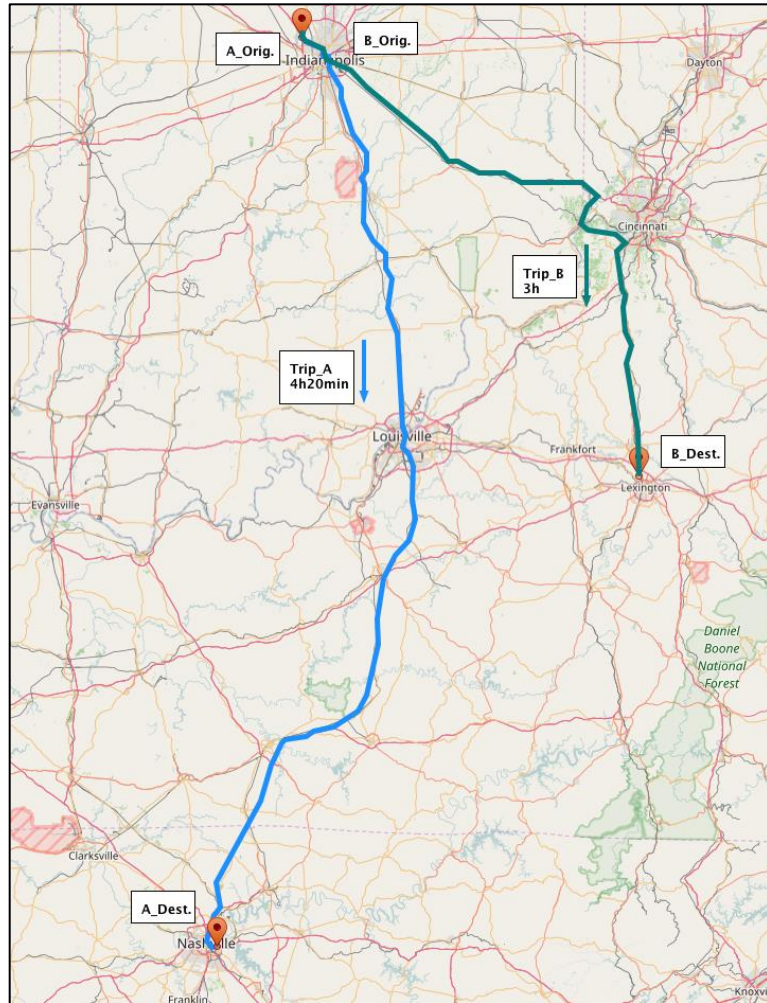 A_Orig.
B_Orig.
Indianapolis
Dayton
Cincinnati
Trip_B
3h
Trip_A
4h20min
Louisville
Frankfort
B_Dest.
Evansville
Lexington
Daniel
Boone
National
Forest
Clarksville
A_Dest.
Nashville
Franklin